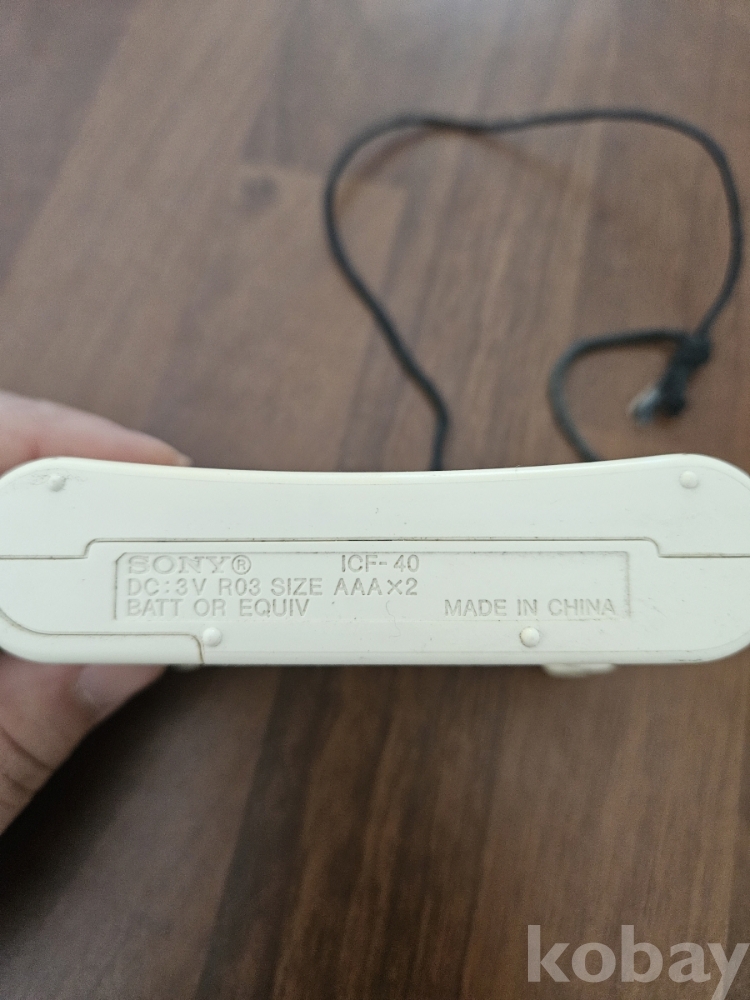 SONY® ICF-40
DC:3V R03 SIZE AAA×2
BATT OR EQUIV MADE IN CHINA
kobay